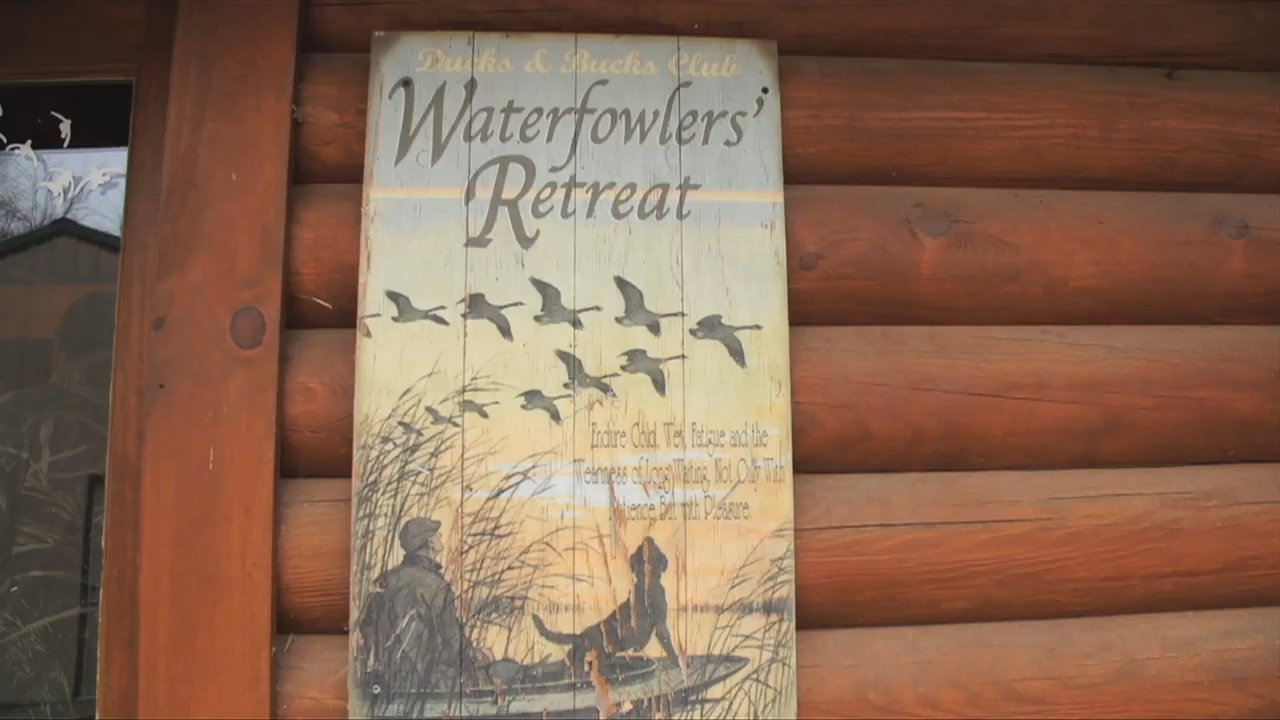 Ducks & Bucks Club
Waterfowlers'
Retreat
Endure Cold, Wet, Fatigue and the
Weariness of Long Waiting, Not Only With
Patience But with Pleasure.